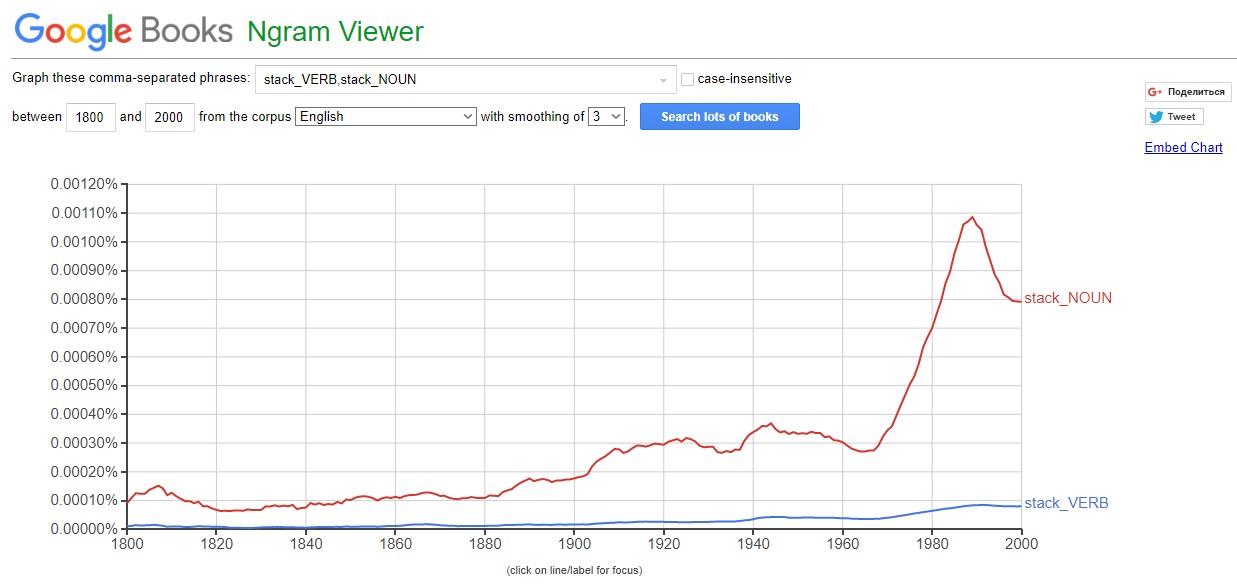 Google Books Ngram Viewer
Graph these comma-separated phrases: stack_VERB,stack_NOUN case-insensitive
between 1800 and 2000 from the corpus English with smoothing of 3 . Search lots of books
G+ Поделиться
Tweet
Embed Chart
0.00120%
0.00110%
0.00100%
0.00090%
0.00080%
0.00070%
0.00060%
0.00050%
0.00040%
0.00030%
0.00020%
0.00010%
0.00000%
stack_NOUN
stack_VERB
1800 1820 1840 1860 1880 1900 1920 1940 1960 1980 2000
(click on line/label for focus)